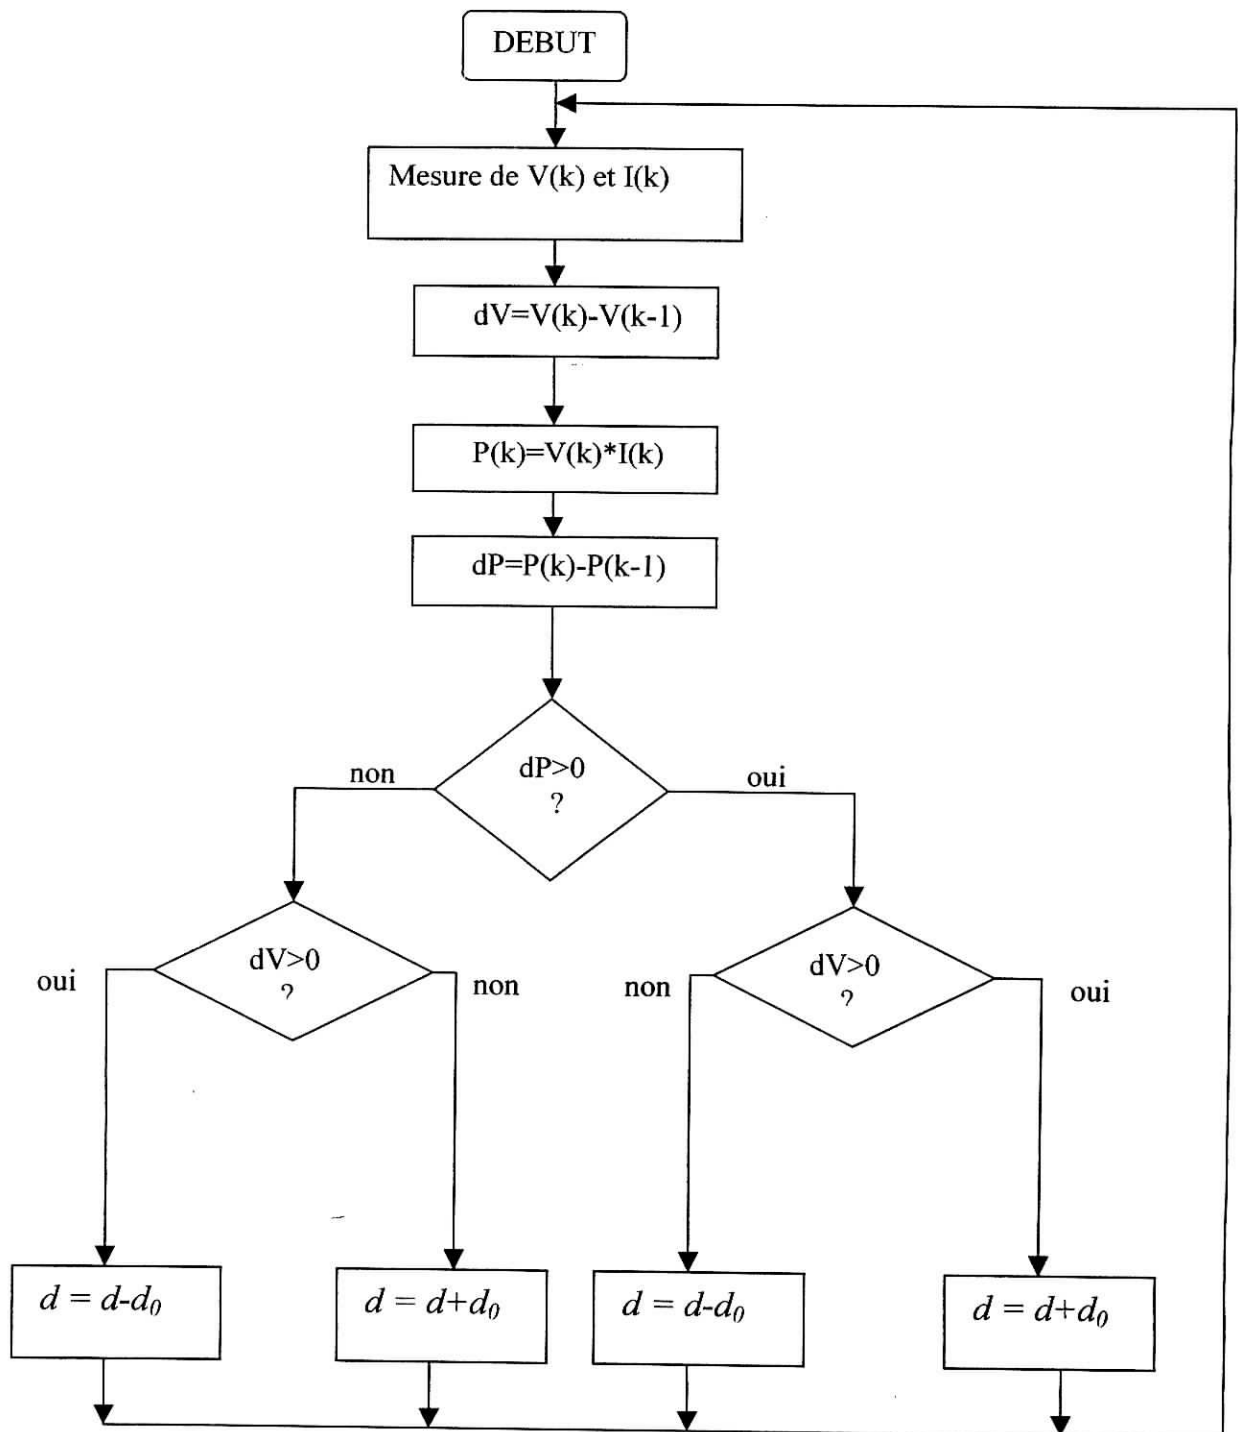 DEBUT
Mesure de V(k) et I(k)
dV=V(k)-V(k-1)
P(k)=V(k)*I(k)
dP=P(k)-P(k-1)
dP>0
?
non
oui
dV>0
?
oui
non
dV>0
?
non
oui
d = d-d₀
d = d+d₀
d = d-d₀
d = d+d₀